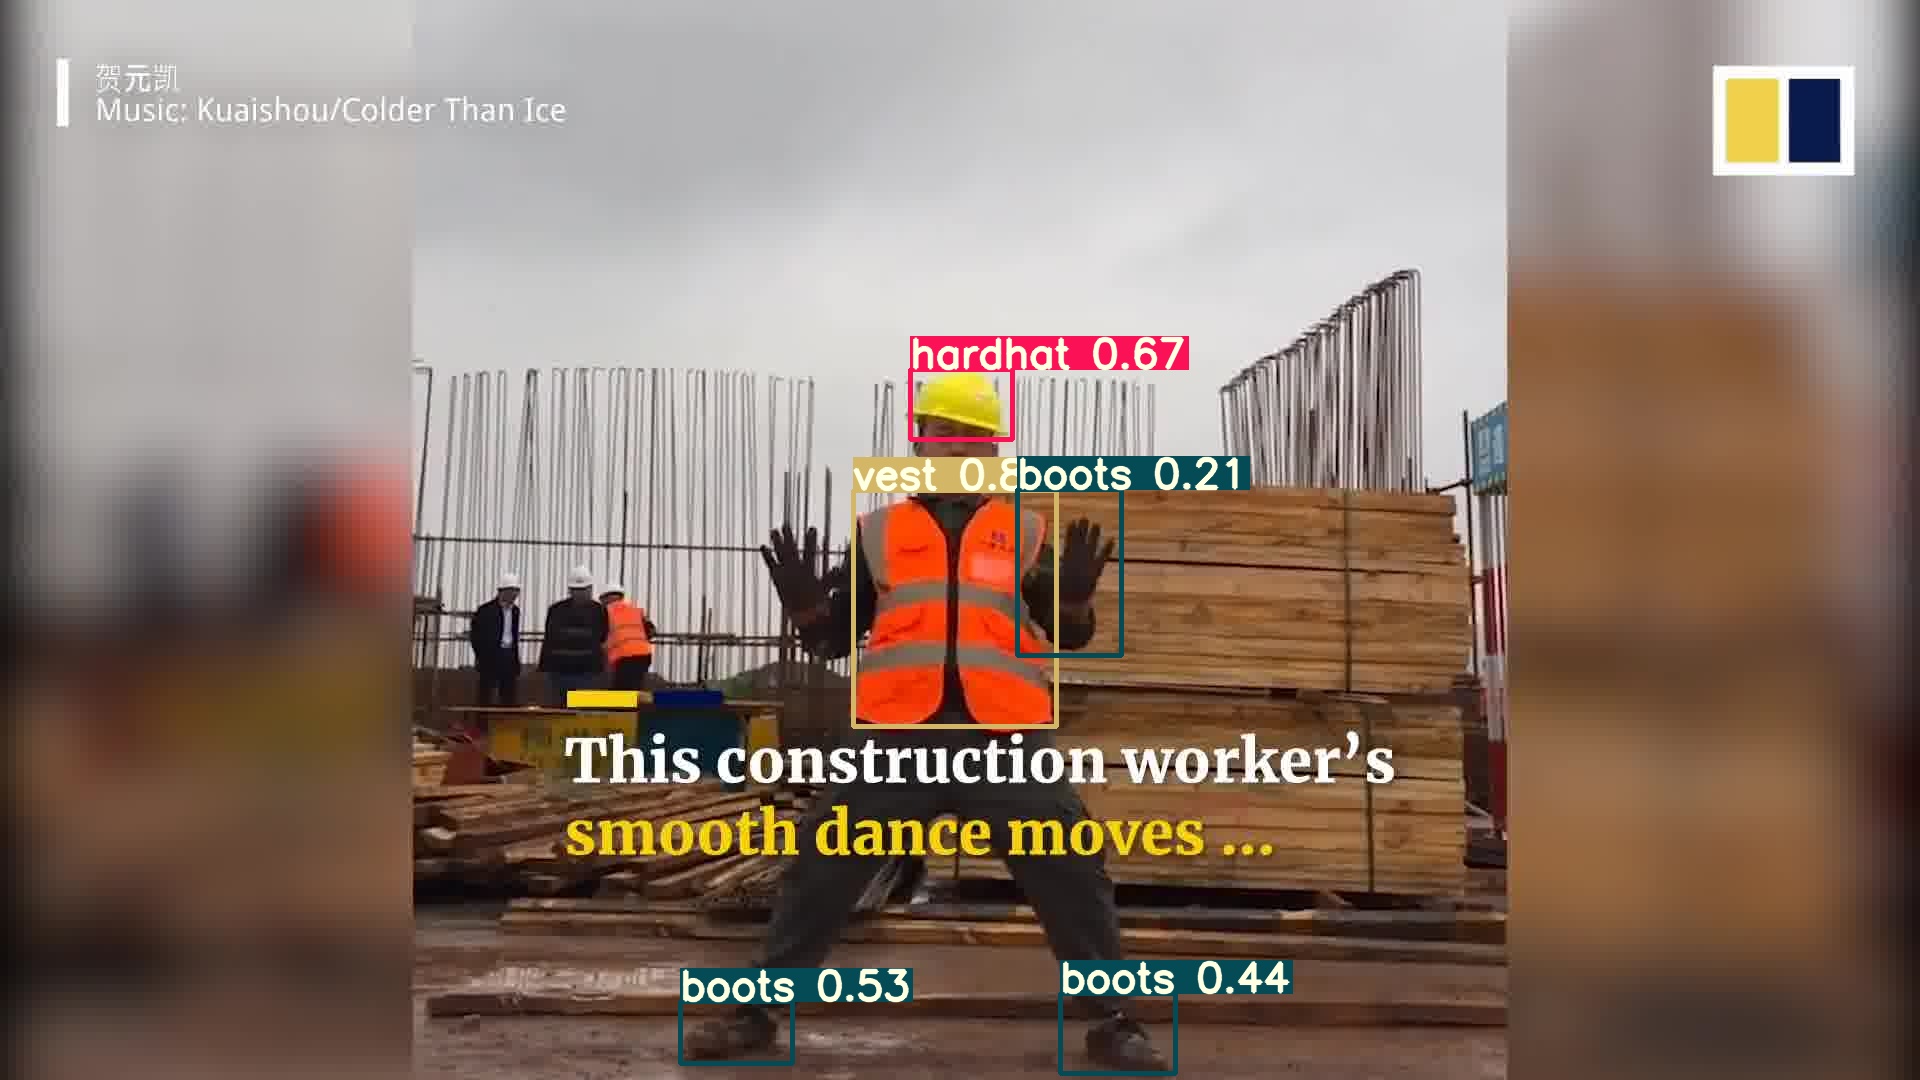 贺元凯
Music: Kuaishou/Colder Than Ice
hardhat 0.67
vest 0.8
boots 0.21
This construction worker’s
smooth dance moves ...
boots 0.53
boots 0.44